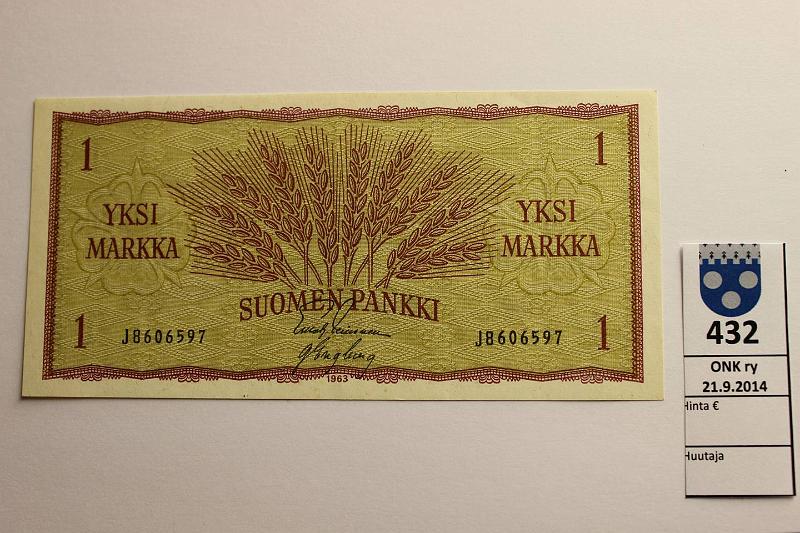 1
1
YKSI
MARKKA
YKSI
MARKKA
SUOMEN PANKKI
1
J8606597
J8606597
1
1963
432
ONK ry
21.9.2014
Hinta €
Huutaja